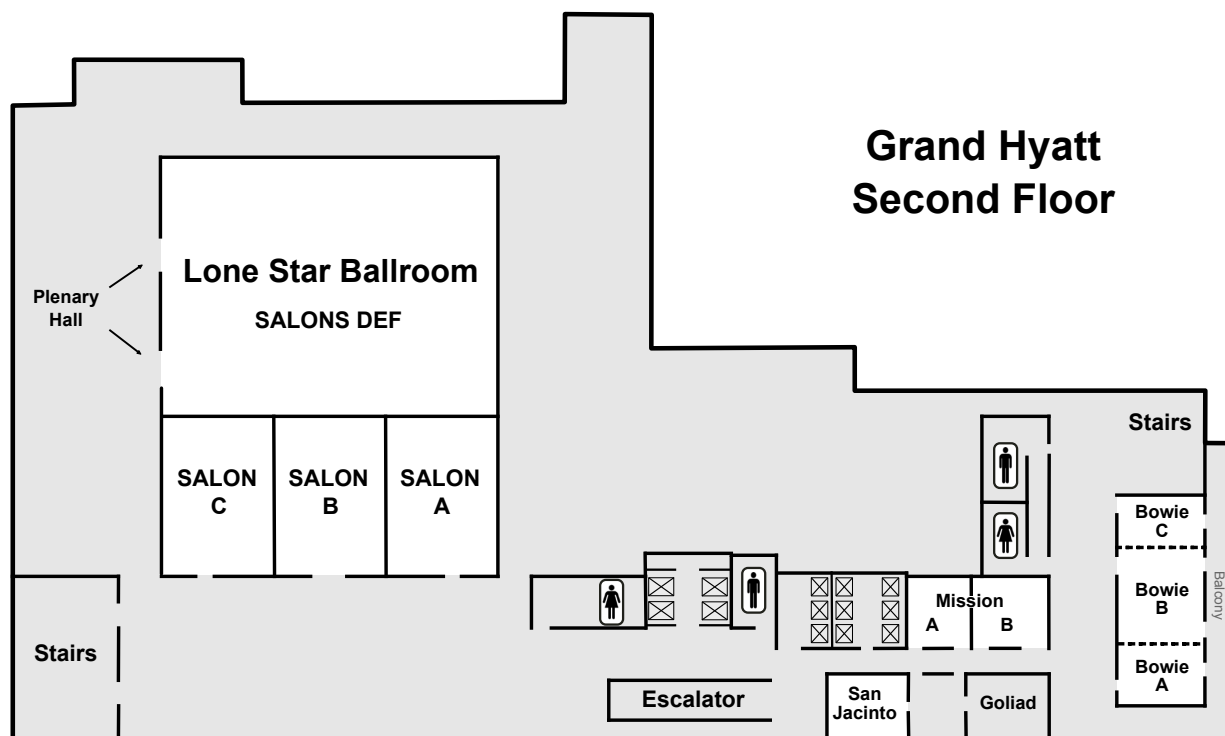 Grand Hyatt
Second Floor
Lone Star Ballroom
SALONS DEF
Plenary
Hall
SALON
C
SALON
B
SALON
A
Stairs
Stairs
Bowie
C
Bowie
B
Bowie
A
Balcony
Mission
A B
Escalator
San
Jacinto
Goliad